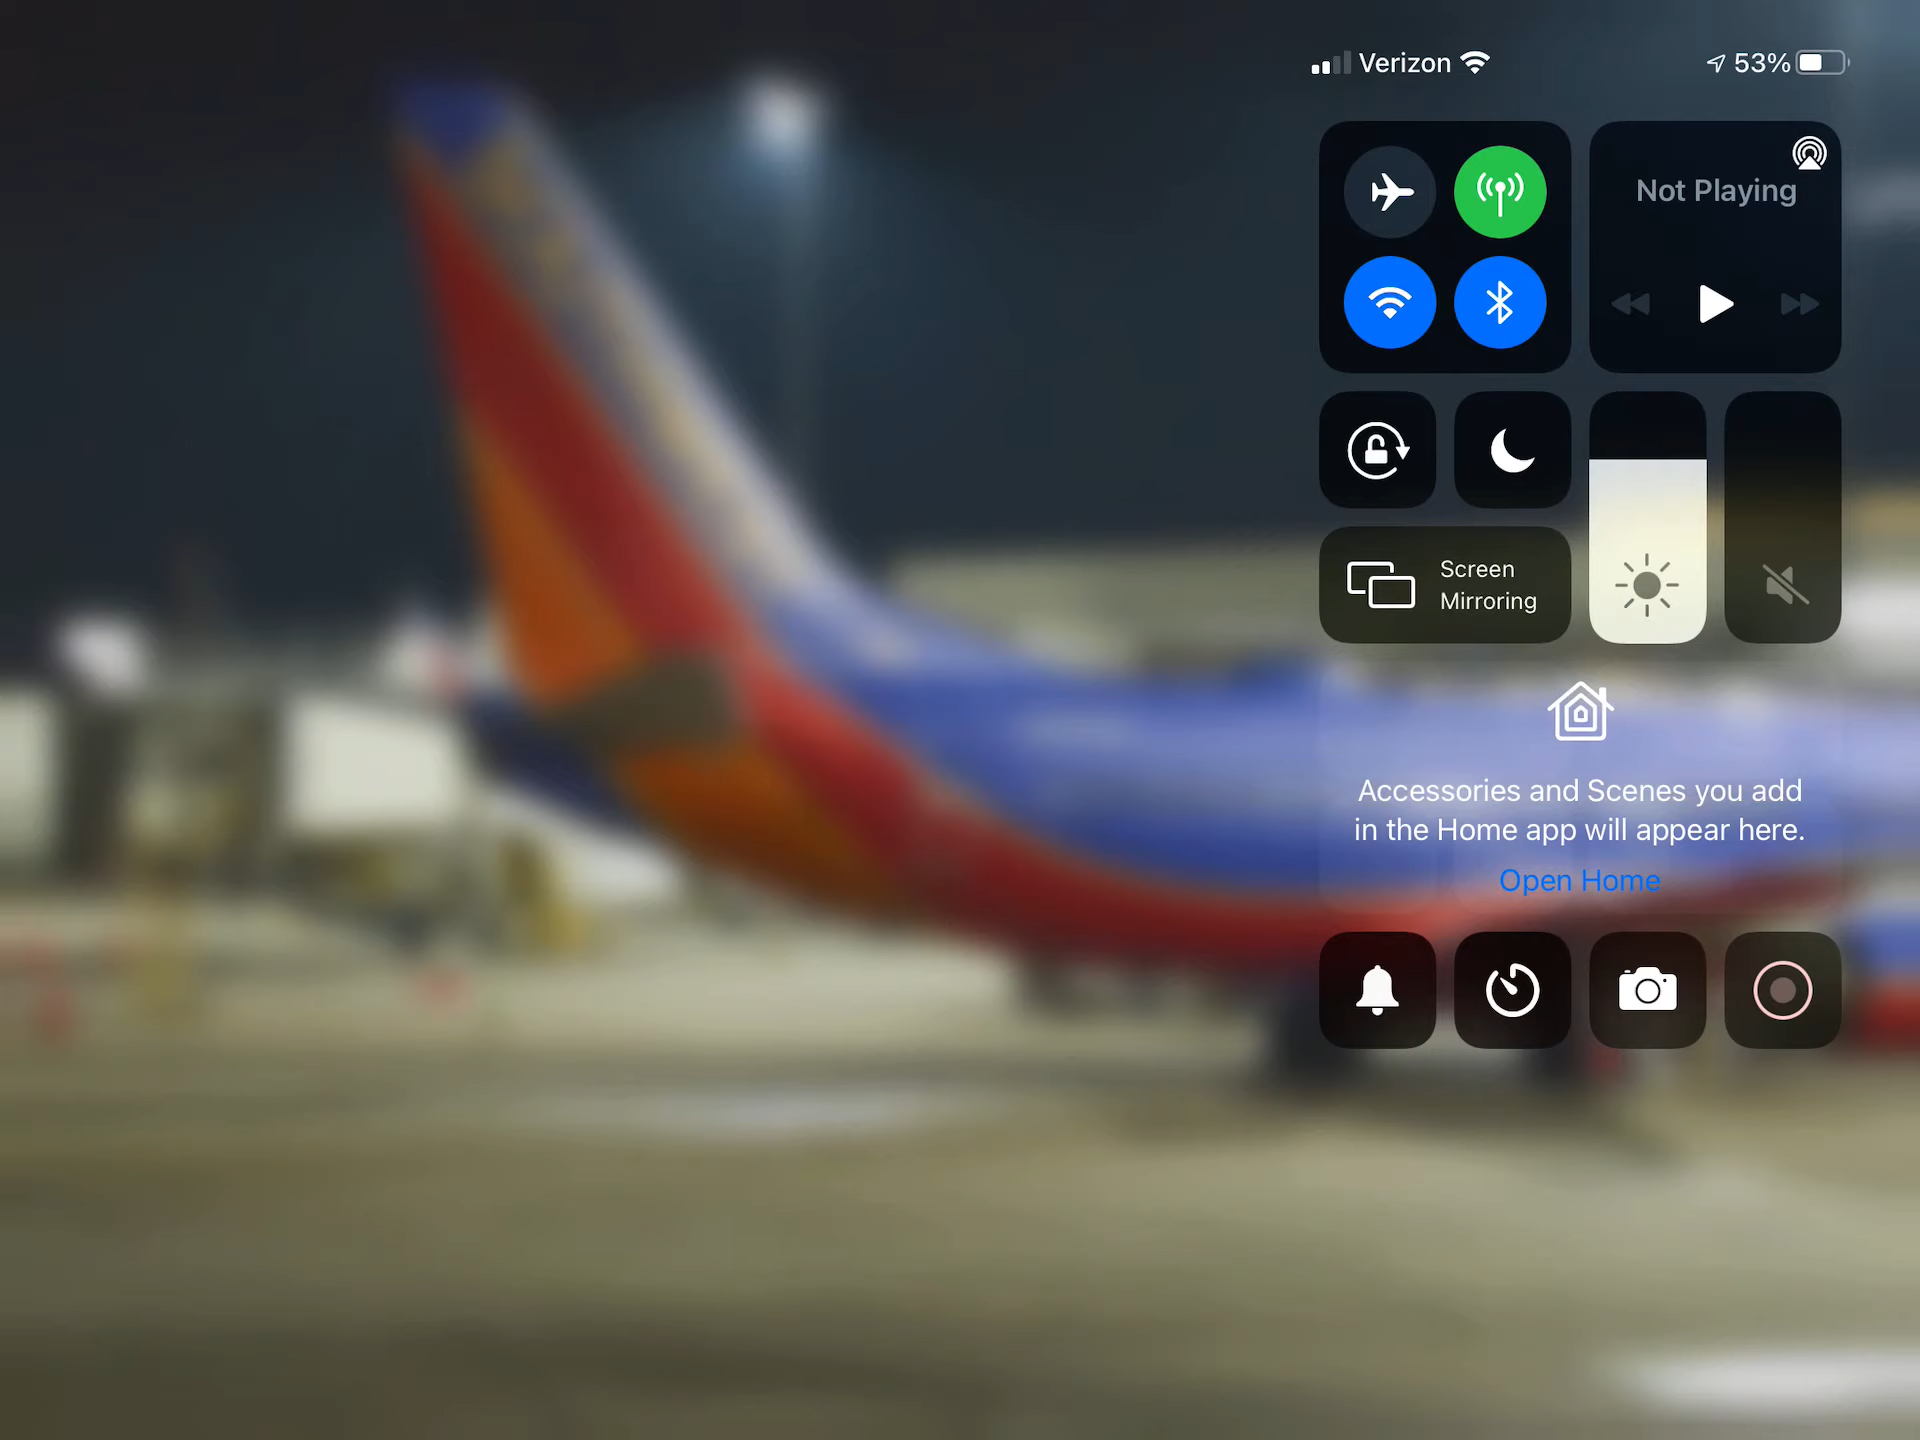 Verizon
53%
Not Playing
Screen
Mirroring
Accessories and Scenes you add
in the Home app will appear here.
Open Home